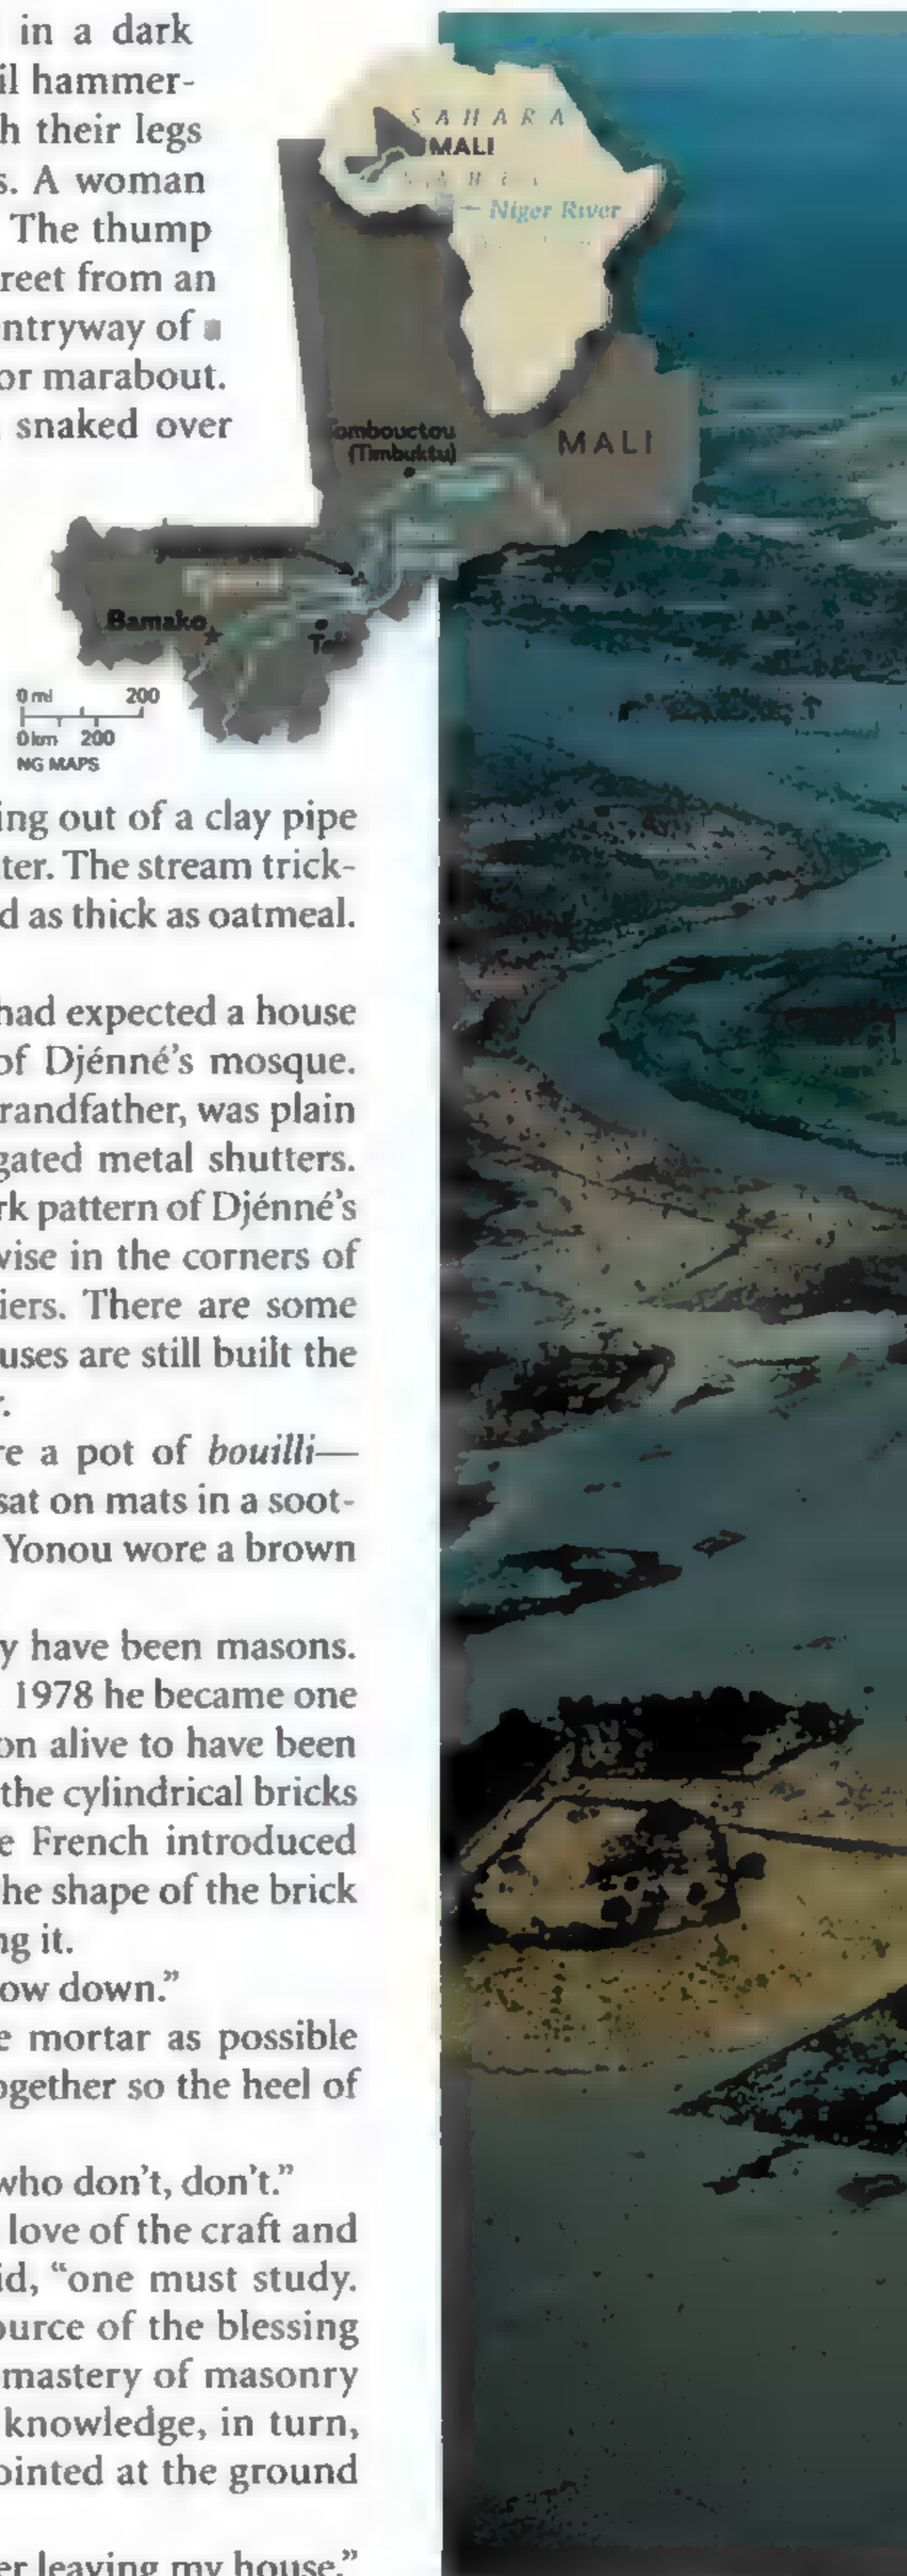 in a dark
il hammer-
h their legs
s. A woman
The thump
reet from an
ntryway of a
or marabout.
snaked over
SAHARA
MALI
SAHEL
Niger River
Tombouctou
(Timbuktu)
MALI
Bamako
0 mi 200
0 km 200
NG MAPS
ing out of a clay pipe
ter. The stream trick-
d as thick as oatmeal.
had expected a house
of Djénné’s mosque.
randfather, was plain
gated metal shutters.
rk pattern of Djénné’s
wise in the corners of
iers. There are some
uses are still built the
re a pot of bouilli—
sat on mats in a soot-
Yonou wore a brown
y have been masons.
1978 he became one
on alive to have been
the cylindrical bricks
e French introduced
he shape of the brick
ng it.
ow down.”
e mortar as possible
ogether so the heel of
who don’t, don’t.”
love of the craft and
id, “one must study.
ource of the blessing
mastery of masonry
knowledge, in turn,
ointed at the ground
er leaving my house.”